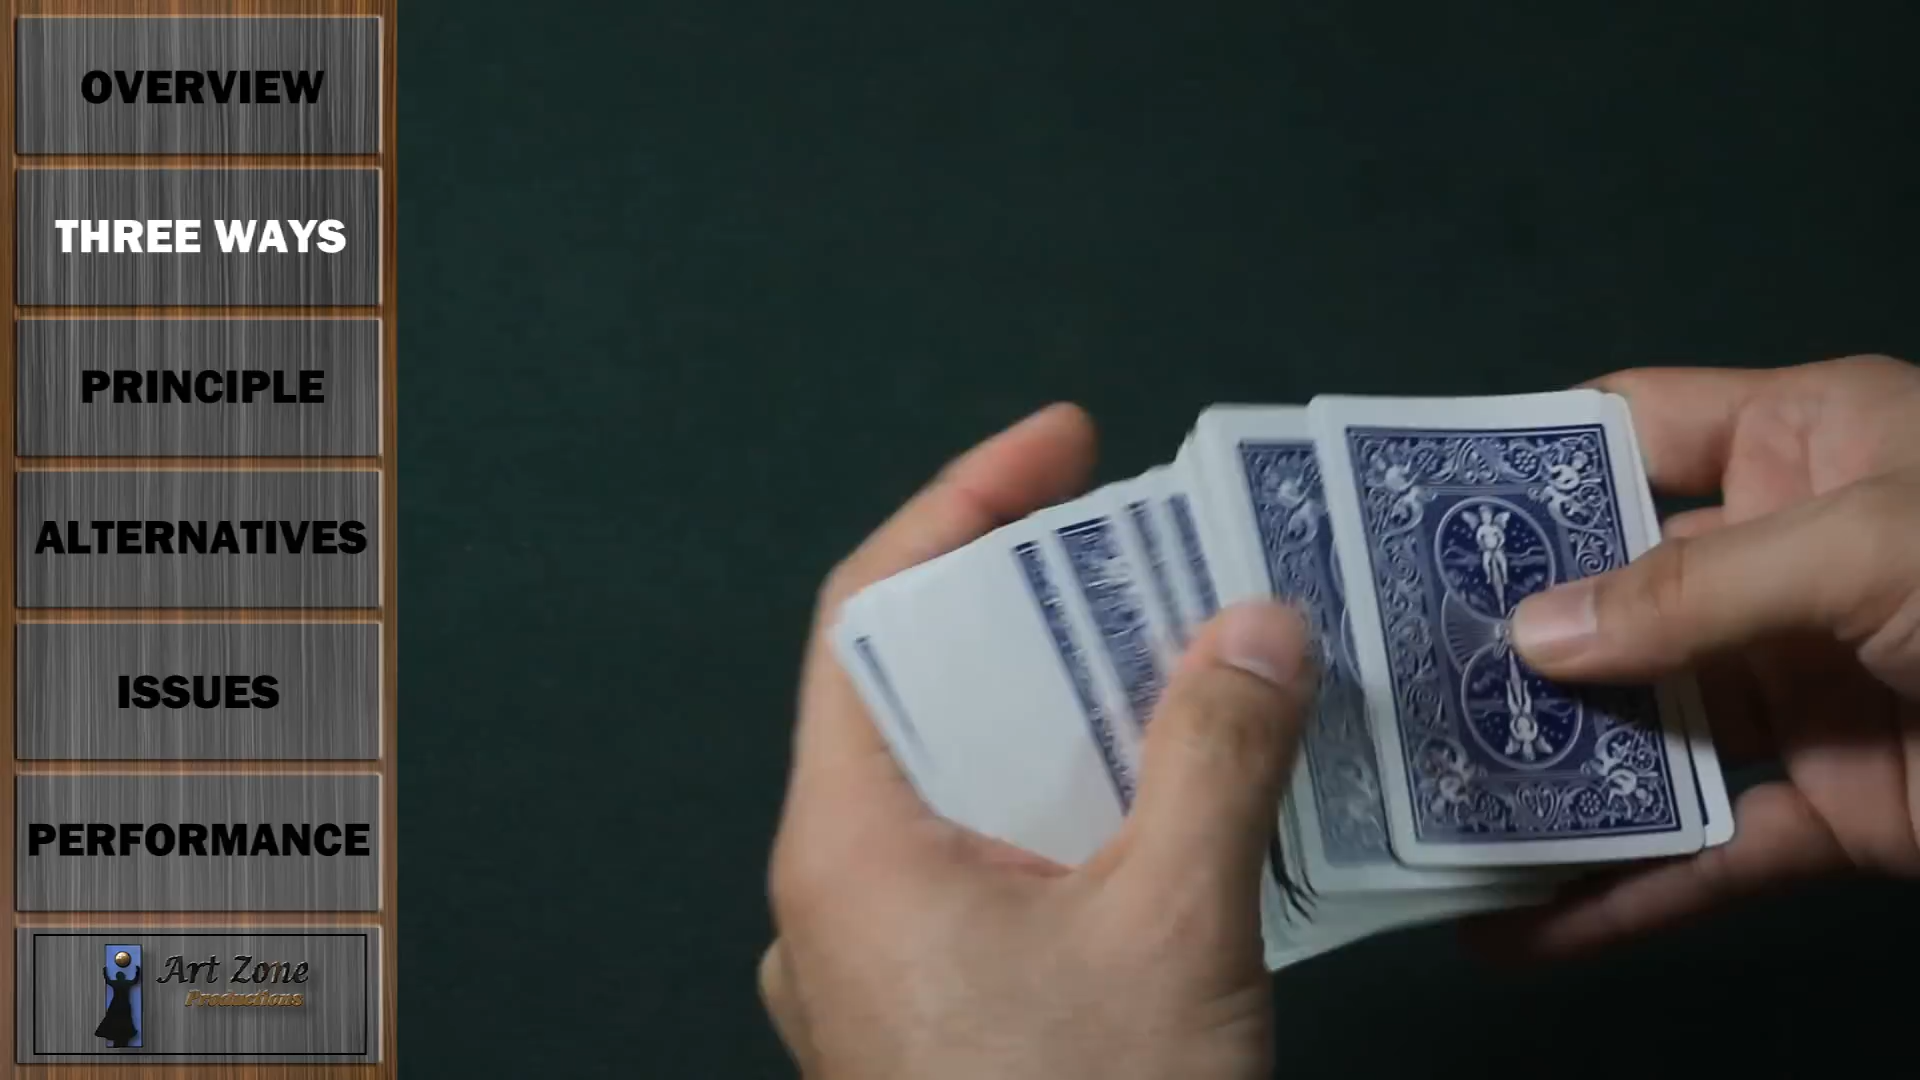 OVERVIEW
THREE WAYS
PRINCIPLE
ALTERNATIVES
ISSUES
PERFORMANCE
Art Zone
Productions